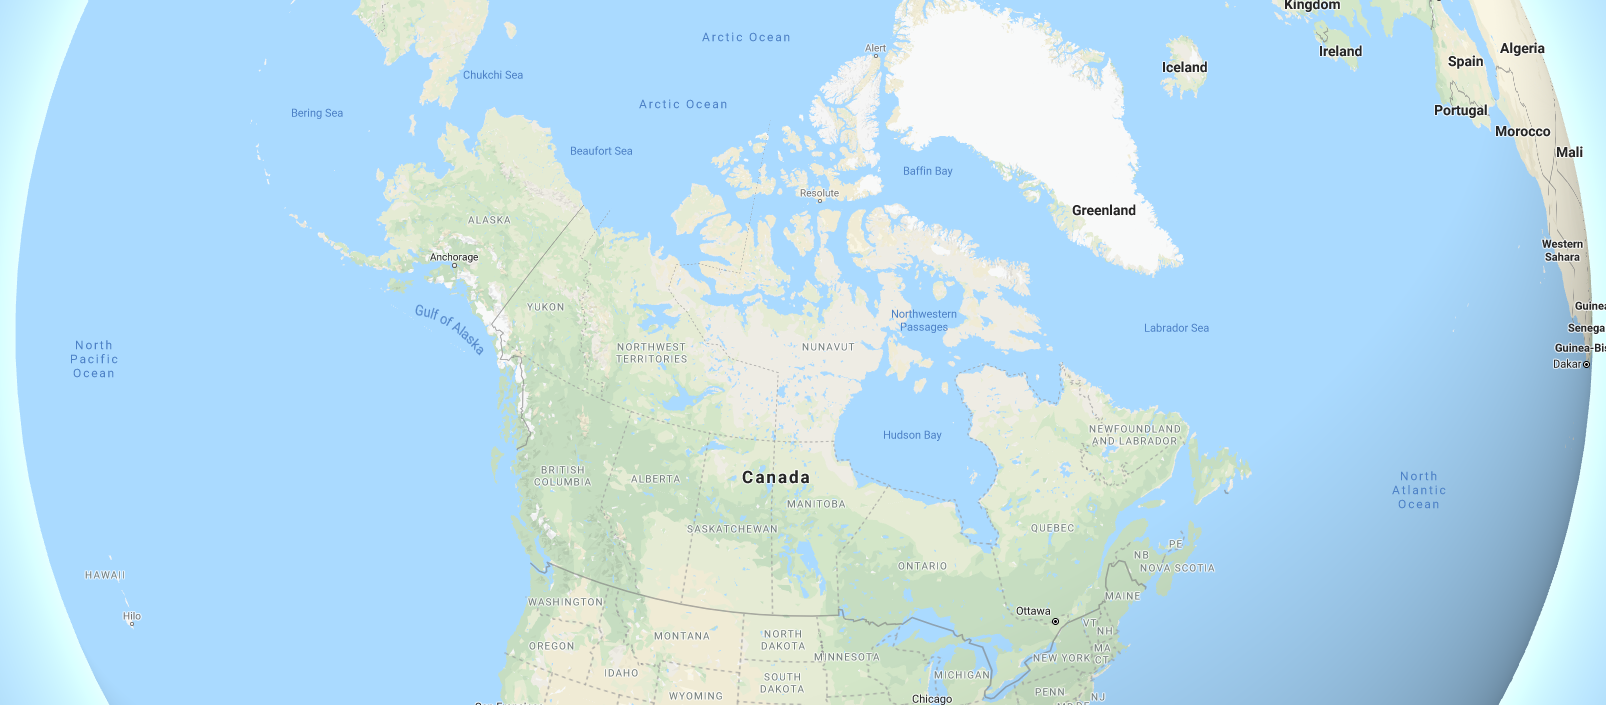 Kingdom
Arctic Ocean
Alert
Algeria
Ireland
Spain
Iceland
Chukchi Sea
Arctic Ocean
Bering Sea
Portugal
Morocco
Beaufort Sea
Mali
Baffin Bay
Resolute
Greenland
ALASKA
Western
Sahara
Anchorage
YUKON
Gulf of Alaska
Northwestern
Passages
Labrador Sea
Guinea
Senega
North
Pacific
Ocean
NORTHWEST
TERRITORIES
NUNAVUT
Guinea-Bis
Dakar
NEWFOUNDLAND
AND LABRADOR
Hudson Bay
BRITISH
COLUMBIA
ALBERTA
Canada
MANITOBA
North
Atlantic
Ocean
SASKATCHEWAN
QUEBEC
PE
NB
NOVA SCOTIA
ONTARIO
HAWAII
Hilo
WASHINGTON
MAINE
Ottawa
VT
NH
MONTANA
NORTH
DAKOTA
OREGON
MINNESOTA
MA
NEW YORK
CT
IDAHO
MICHIGAN
SOUTH
DAKOTA
WYOMING
PENN
NJ
Chicago